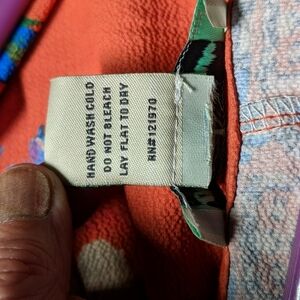 HAND WASH COLD
DO NOT BLEACH
LAY FLAT TO DRY
RN#121970